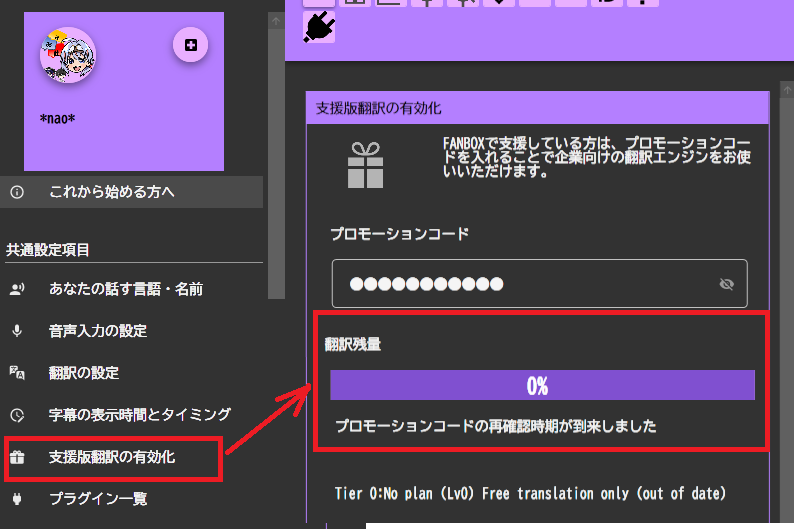 *nao*
これから始める方へ
共通設定項目
あなたの話す言語・名前
音声入力の設定
翻訳の設定
字幕の表示時間とタイミング
支援版翻訳の有効化
プラグイン一覧
支援版翻訳の有効化
FANBOXで支援している方は、プロモーションコー
ドを入れることで企業向けの翻訳エンジンをお使
いいただけます。
プロモーションコード
●●●●●●●●●●●
翻訳残量
0%
プロモーションコードの再確認時期が到来しました
Tier 0:No plan (Lv0) Free translation only (out of date)